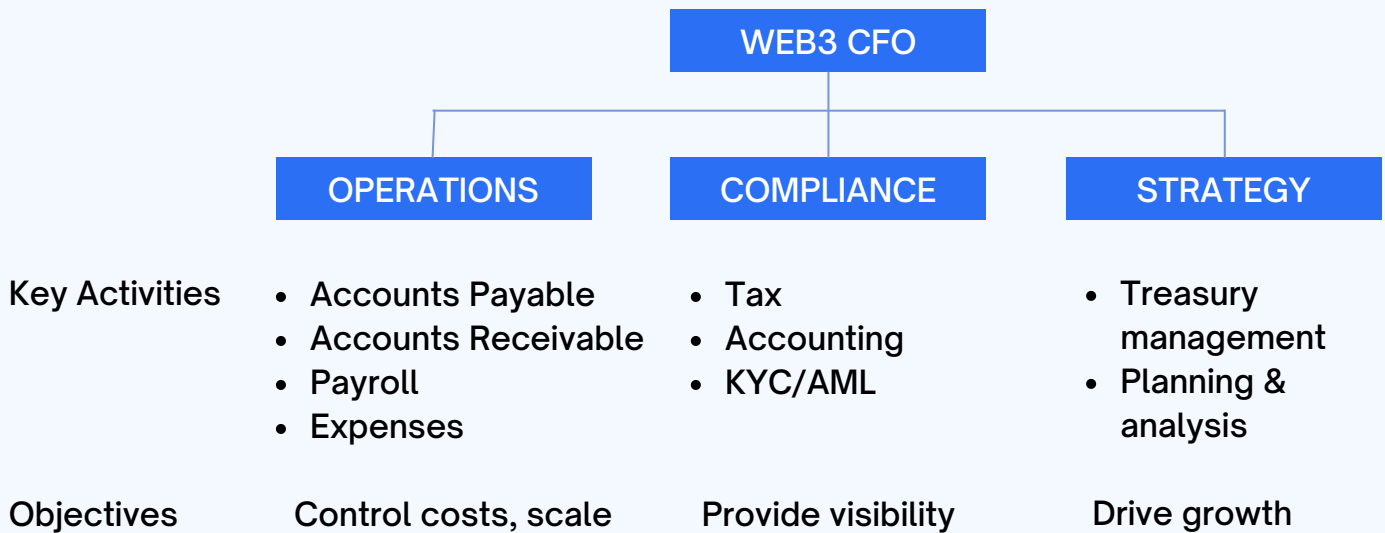 WEB3 CFO
OPERATIONS
COMPLIANCE
STRATEGY
Key Activities
• Accounts Payable
• Accounts Receivable
• Payroll
• Expenses
• Tax
• Accounting
• KYC/AML
• Treasury
management
• Planning &
analysis
Objectives
Control costs, scale
Provide visibility
Drive growth